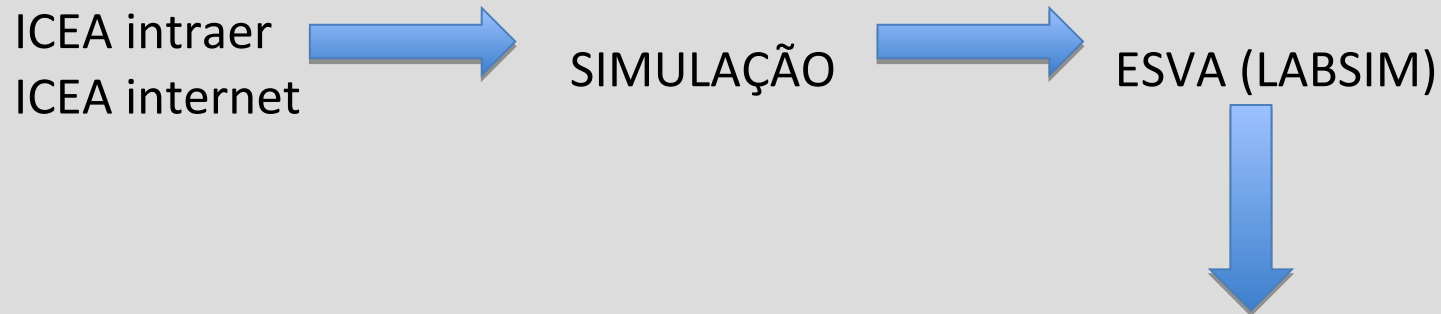 ICEA intraer
ICEA internet
SIMULAÇÃO
ESVA (LABSIM)